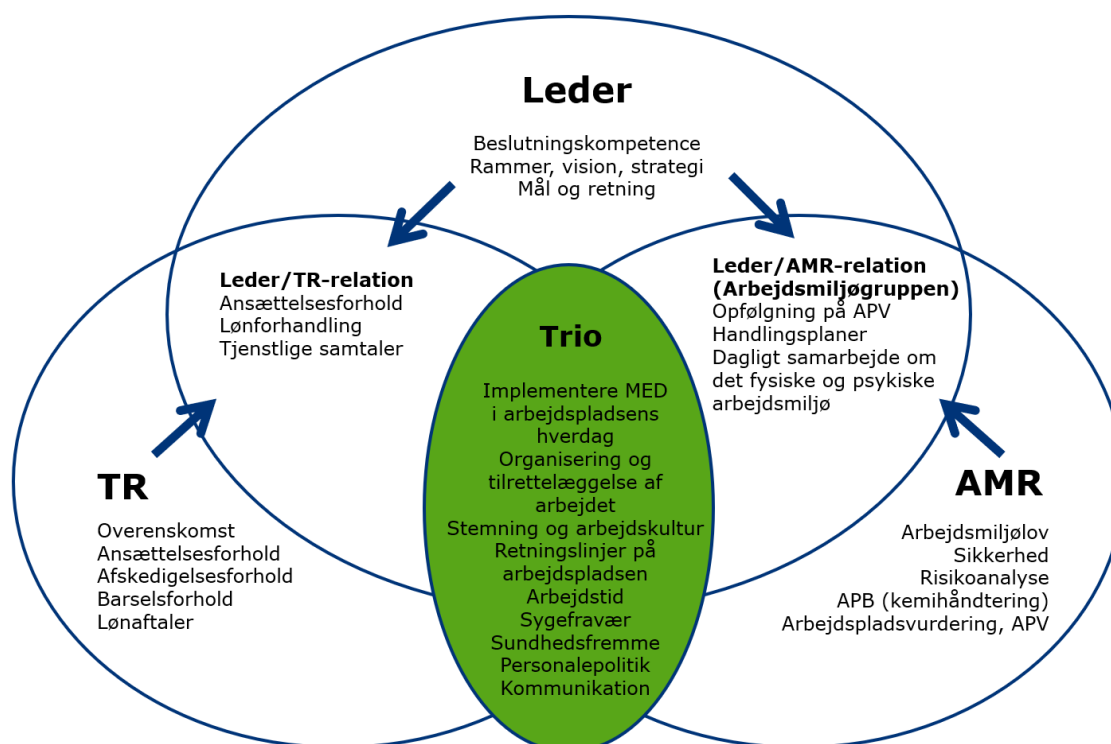 Leder
Beslutningskompetence
Rammer, vision, strategi
Mål og retning
Leder/TR-relation
Ansættelsesforhold
Lønforhandling
Tjenstlige samtaler
Leder/AMR-relation
(Arbejdsmiljøgruppen)
Opfølgning på APV
Handlingsplaner
Dagligt samarbejde om
det fysiske og psykiske
arbejdsmiljø
Trio
Implementere MED
i arbejdspladsens
hverdag
Organisering og
tilrettelæggelse af
arbejdet
Stemning og arbejdskultur
Retningslinjer på
arbejdspladsen
Arbejdstid
Sygefravær
Sundhedsfremme
Personalepolitik
Kommunikation
TR
Overenskomst
Ansættelsesforhold
Afskedigelsesforhold
Barselsforhold
Lønaftaler
AMR
Arbejdsmiljølov
Sikkerhed
Risikoanalyse
APB (kemihåndtering)
Arbejdspladsvurdering, APV